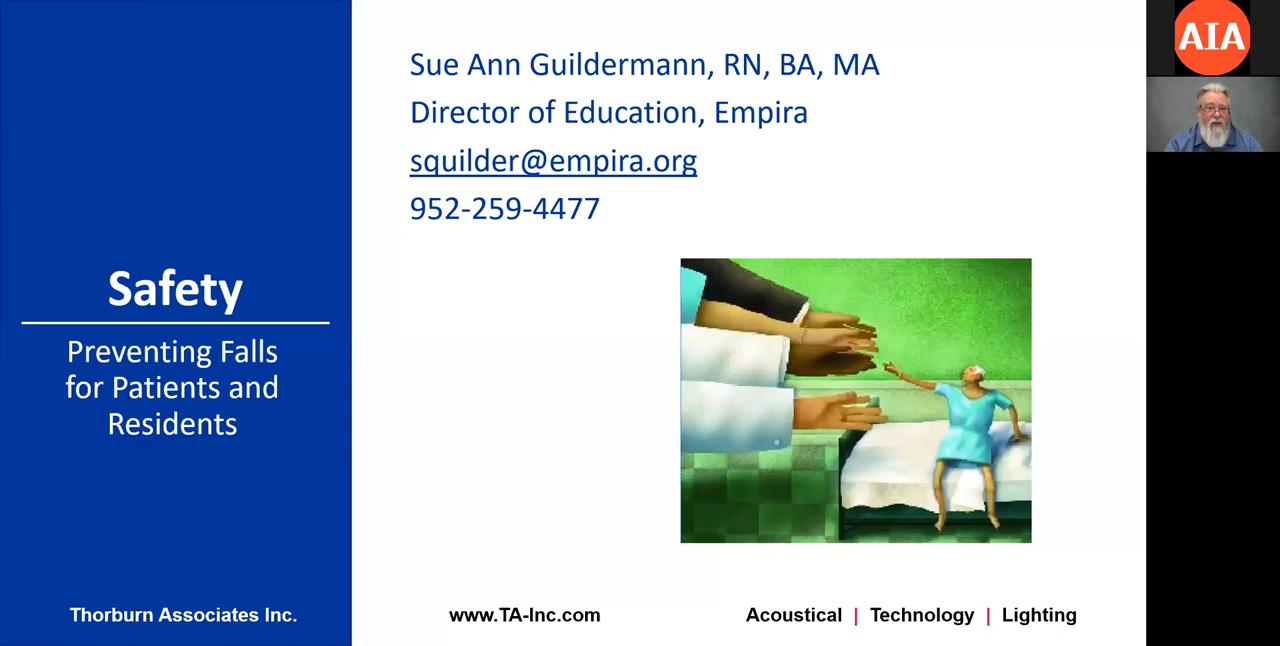 Sue Ann Guildermann, RN, BA, MA
Director of Education, Empira
squilder@empira.org
952-259-4477
Safety
Preventing Falls
for Patients and
Residents
Thorburn Associates Inc.
www.TA-Inc.com
Acoustical | Technology | Lighting
AIA